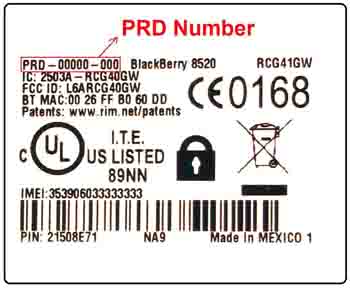 PRD Number
PRD-00000-000 BlackBerry 8520 RCG41GW
IC: 2503A-RCG40GW
FCC ID: L6ARCG40GW
BT MAC:00 26 FF B0 60 DD
Patents: www.rim.net/patents
CE0168
C UL US LISTED
I.T.E.
89NN
IMEI:353906033333333
PIN: 21508E71 NA9 Made in MEXICO 1